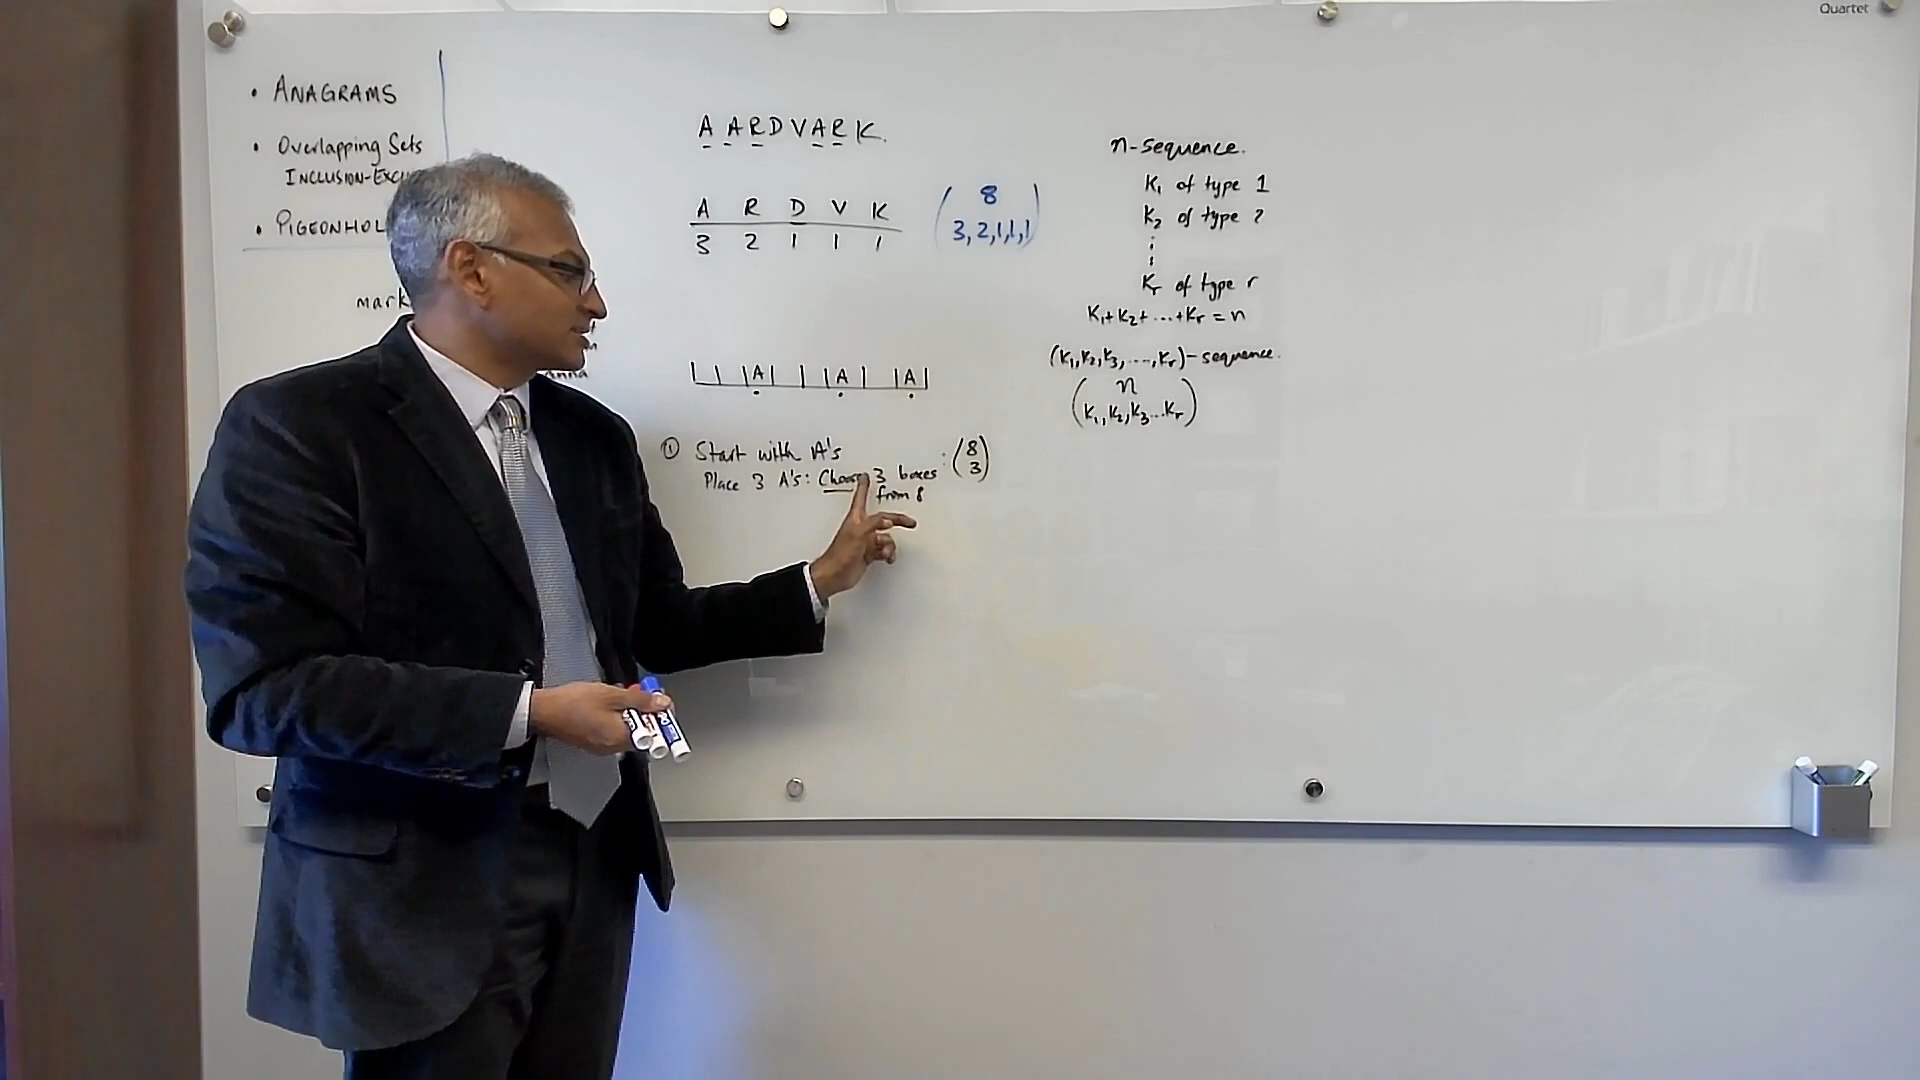 Quartet
• ANAGRAMS
• Overlapping Sets
INCLUSION-EXCLU
• PIGEONHOL
mark
anna
AARDVARK.
A R D V K
3 2 1 1 1
(8
3,2,1,1,1)
A A A
① Start with A's
Place 3 A's: Choose 3 boxes : (8
3)
from 8
n-sequence.
K₁ of type 1
K₂ of type 2
⋮
Kᵣ of type r
K₁+K₂+...+Kᵣ = n
(K₁,K₂,K₃,...,Kᵣ)-sequence.
(n
K₁,K₂,K₃...Kᵣ)